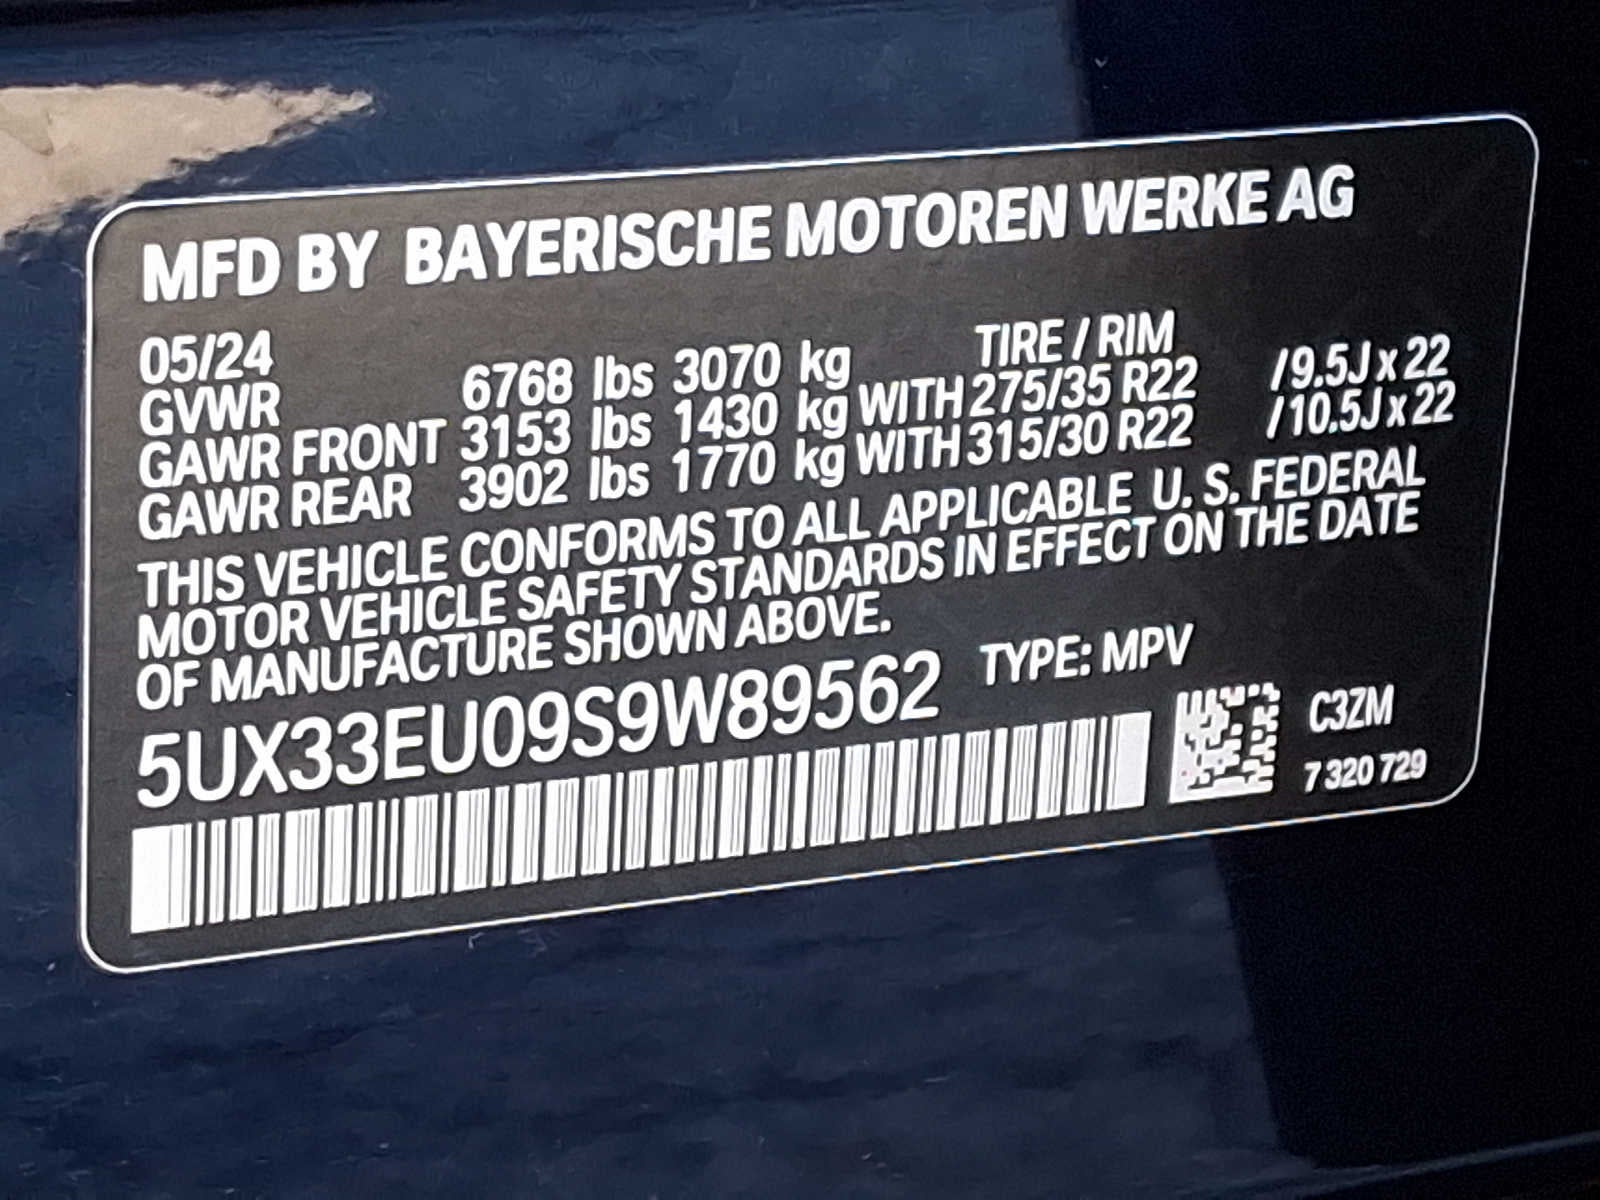 MFD BY BAYERISCHE MOTOREN WERKE AG
05/24 TIRE / RIM
GVWR 6768 lbs 3070 kg
GAWR FRONT 3153 lbs 1430 kg WITH 275/35 R22 /9.5J x 22
GAWR REAR 3902 lbs 1770 kg WITH 315/30 R22 /10.5J x 22
THIS VEHICLE CONFORMS TO ALL APPLICABLE U. S. FEDERAL
MOTOR VEHICLE SAFETY STANDARDS IN EFFECT ON THE DATE
OF MANUFACTURE SHOWN ABOVE.
5UX33EU09S9W89562 TYPE: MPV
C3ZM
7 320 729